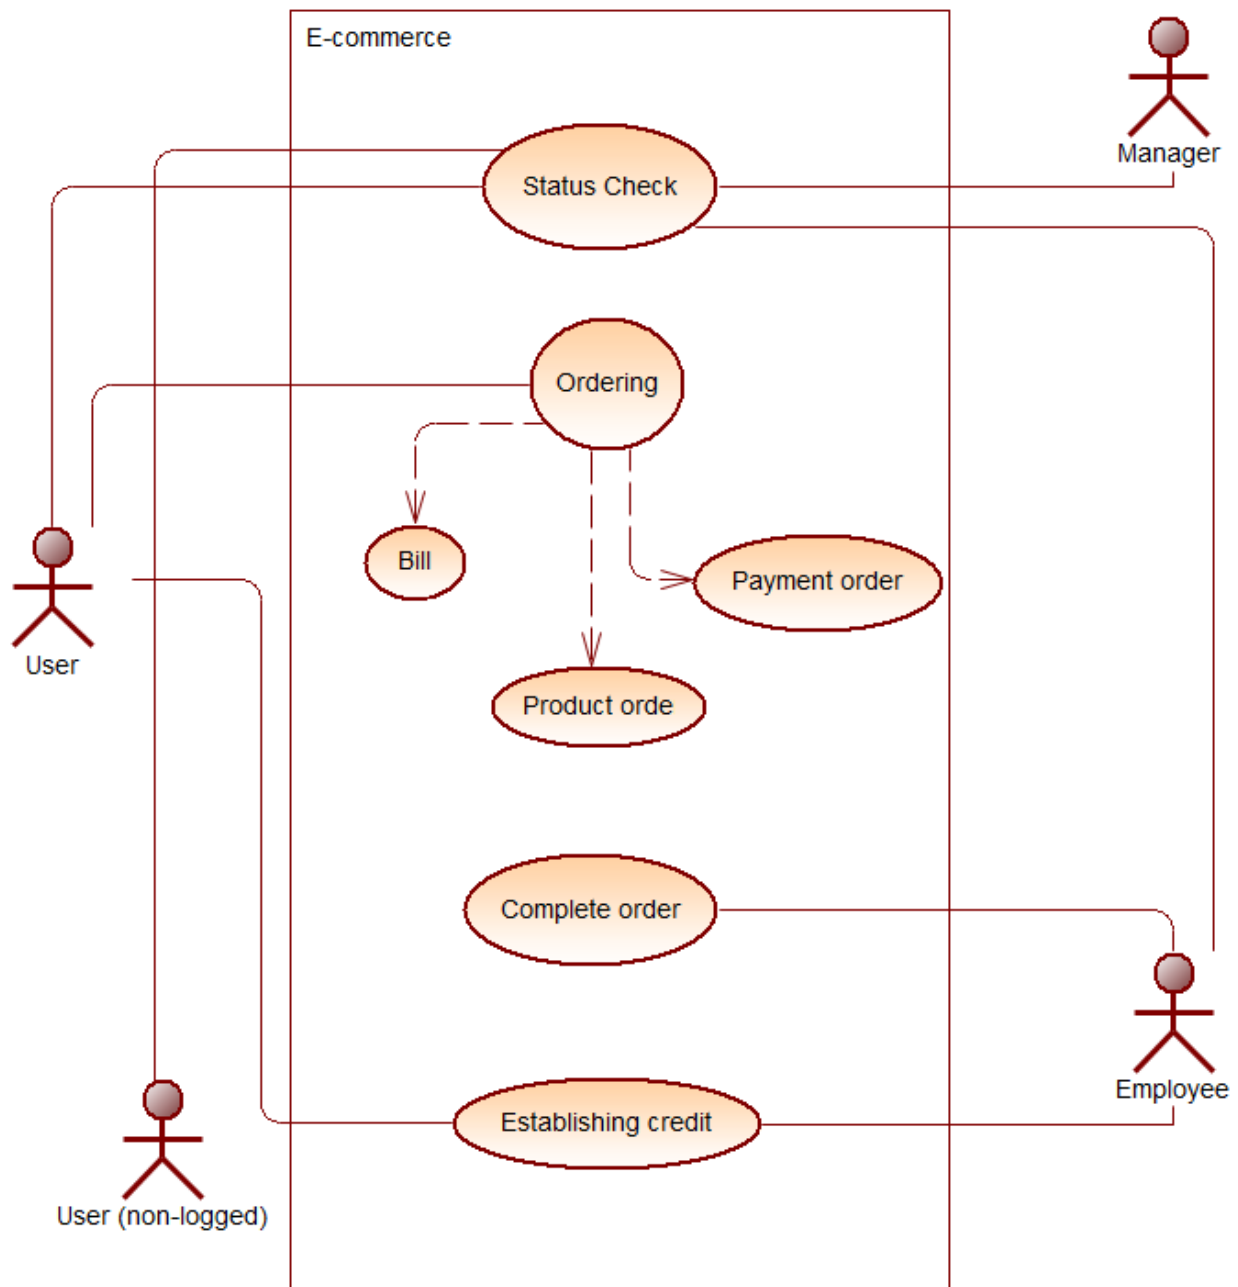 E-commerce
Manager
Status Check
Ordering
Bill
Payment order
User
Product orde
Complete order
Employee
Establishing credit
User (non-logged)